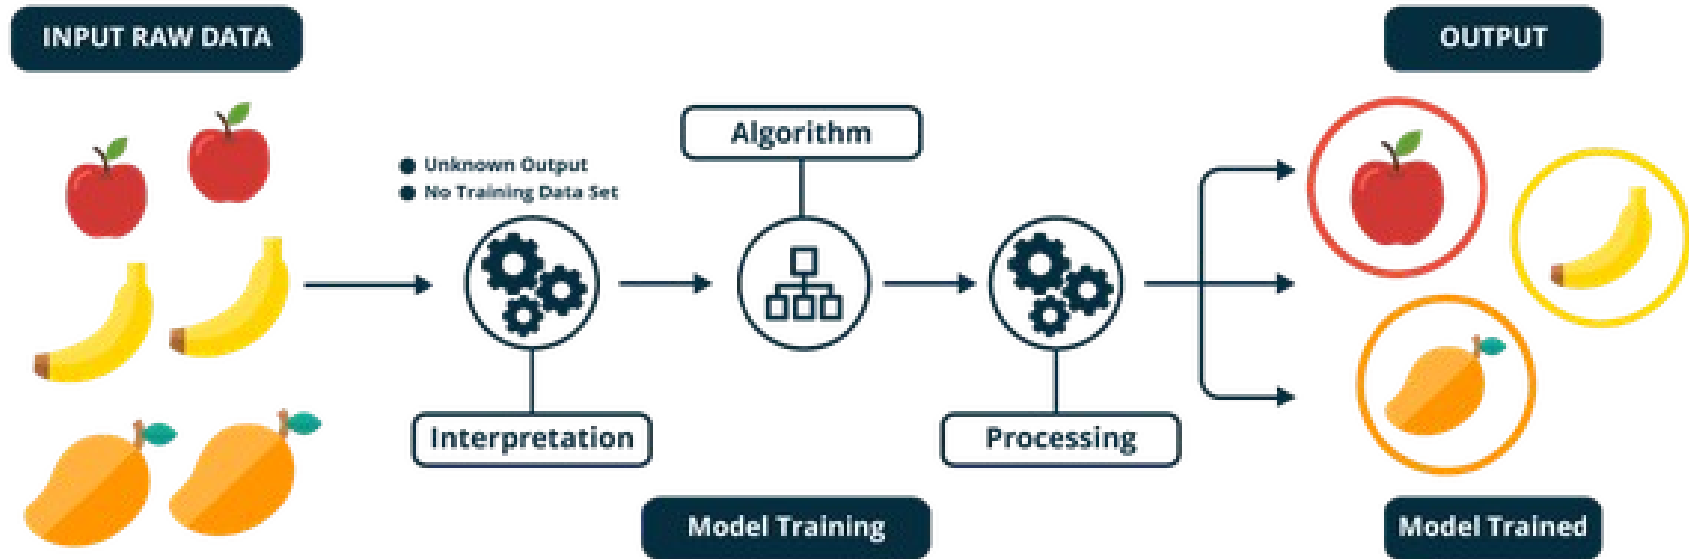 INPUT RAW DATA
OUTPUT
Algorithm
Unknown Output
No Training Data Set
Interpretation
Processing
Model Training
Model Trained